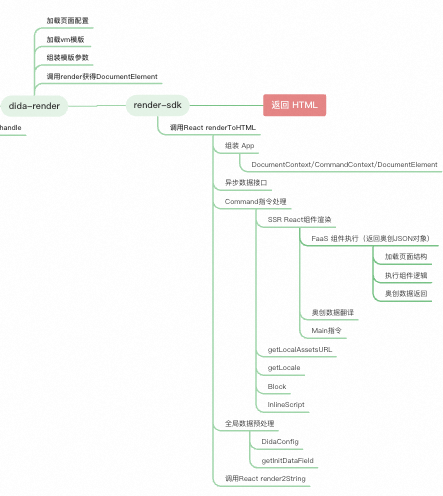 加载页面配置
加载vm模版
组装模版参数
调用render获得DocumentElement
dida-render
render-sdk
返回 HTML
handle
调用React renderToHTML
组装 App
DocumentContext/CommandContext/DocumentElement
异步数据接口
Command指令处理
SSR React组件渲染
FaaS 组件执行（返回奥创JSON对象）
加载页面结构
执行组件逻辑
奥创数据返回
奥创数据翻译
Main指令
getLocalAssetsURL
getLocale
Block
InlineScript
全局数据预处理
DidaConfig
getInitDataField
调用React render2String